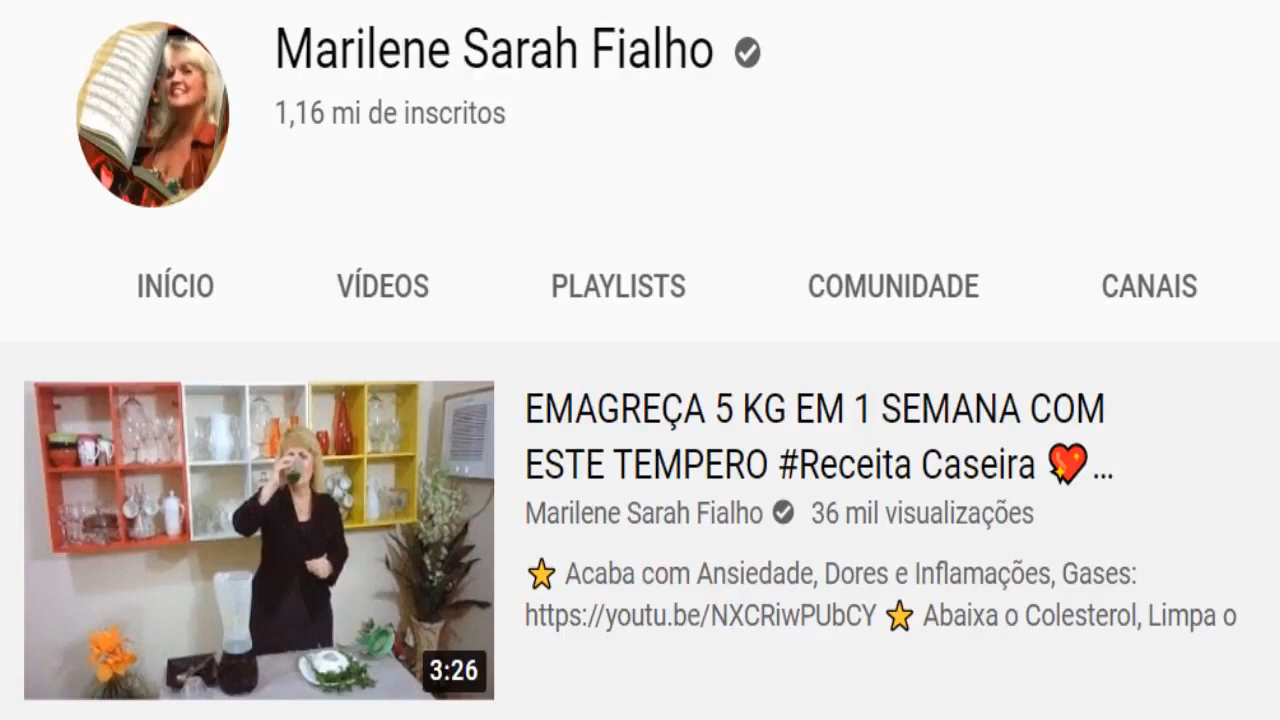 Marilene Sarah Fialho
1,16 mi de inscritos
INÍCIO VÍDEOS PLAYLISTS COMUNIDADE CANAIS
EMAGREÇA 5 KG EM 1 SEMANA COM
ESTE TEMPERO #Receita Caseira 💖...
Marilene Sarah Fialho 36 mil visualizações
⭐ Acaba com Ansiedade, Dores e Inflamações, Gases:
https://youtu.be/NXCRiwPUbCY ⭐ Abaixa o Colesterol, Limpa o
3:26